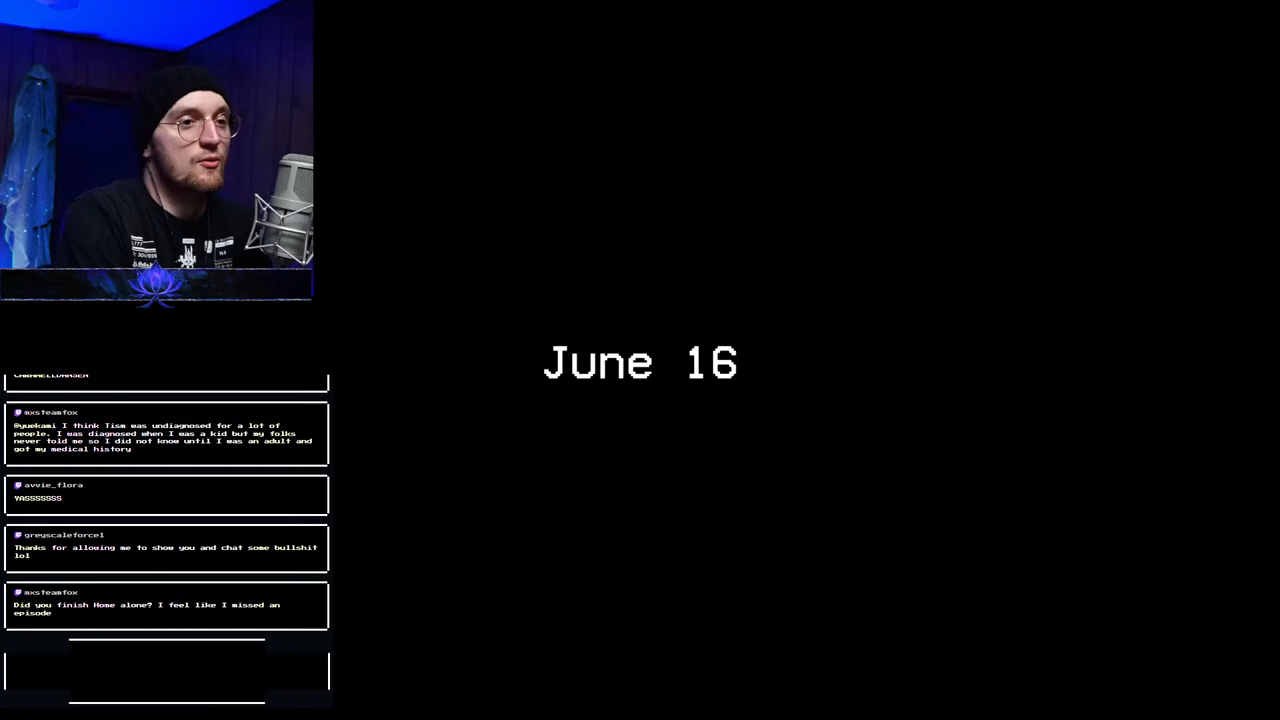 June 16
CARAMELLDANSEN
mxsteamfox
@yuekami I think Tism was undiagnosed for a lot of
people. I was diagnosed when I was a kid but my folks
never told me so I did not know until I was an adult and
got my medical history
avvie_flora
YASSSSSSS
greyscaleforce1
Thanks for allowing me to show you and chat some bullshit
lol
mxsteamfox
Did you finish Home alone? I feel like I missed an
episode